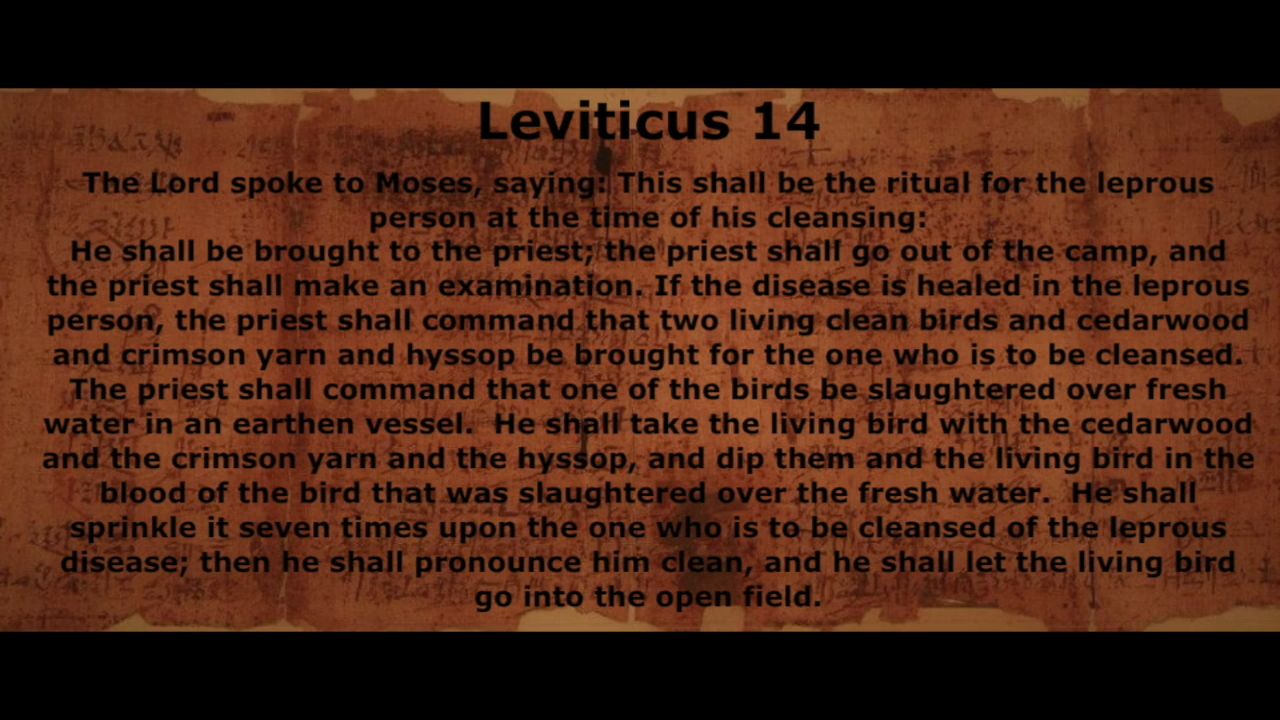 Leviticus 14
The Lord spoke to Moses, saying: This shall be the ritual for the leprous
person at the time of his cleansing:
He shall be brought to the priest; the priest shall go out of the camp, and
the priest shall make an examination. If the disease is healed in the leprous
person, the priest shall command that two living clean birds and cedarwood
and crimson yarn and hyssop be brought for the one who is to be cleansed.
The priest shall command that one of the birds be slaughtered over fresh
water in an earthen vessel.  He shall take the living bird with the cedarwood
and the crimson yarn and the hyssop, and dip them and the living bird in the
blood of the bird that was slaughtered over the fresh water.  He shall
sprinkle it seven times upon the one who is to be cleansed of the leprous
disease; then he shall pronounce him clean, and he shall let the living bird
go into the open field.